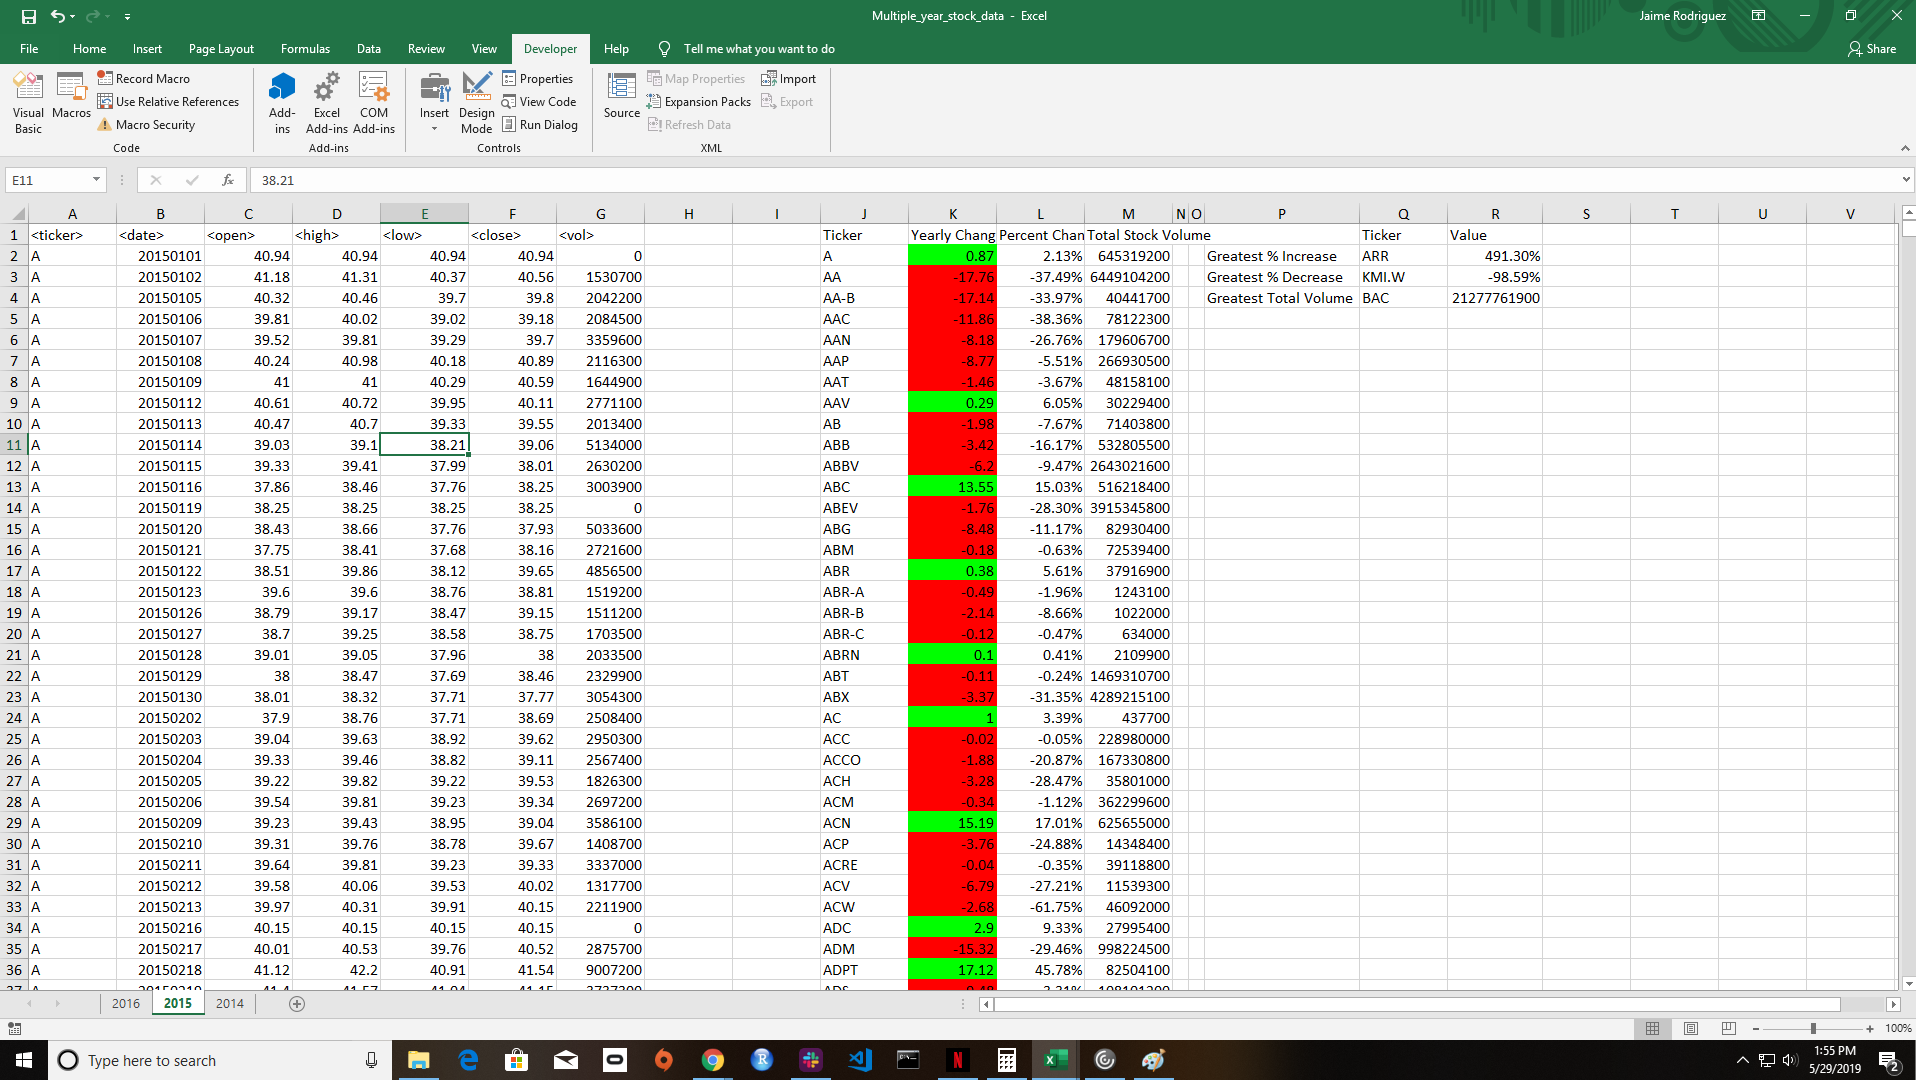 Multiple_year_stock_data - Excel
Jaime Rodriguez
File Home Insert Page Layout Formulas Data Review View Developer Help Tell me what you want to do Share
Visual Basic
Macros
Record Macro
Use Relative References
Macro Security
Code
Add-ins
Excel Add-ins
COM Add-ins
Add-ins
Insert
Design Mode
Properties
View Code
Run Dialog
Controls
Source
Map Properties
Expansion Packs
Refresh Data
Import
Export
XML
E11 fx 38.21
A B C D E F G H I J K L M N O P Q R S T U V
1 <ticker> <date> <open> <high> <low> <close> <vol> Ticker Yearly Chang Percent Chan Total Stock Volume Ticker Value
2 A 20150101 40.94 40.94 40.94 40.94 0 A 0.87 2.13% 645319200 Greatest % Increase ARR 491.30%
3 A 20150102 41.18 41.31 40.37 40.56 1530700 AA -17.76 -37.49% 6449104200 Greatest % Decrease KMI.W -98.59%
4 A 20150105 40.32 40.46 39.7 39.8 2042200 AA-B -17.14 -33.97% 40441700 Greatest Total Volume BAC 21277761900
5 A 20150106 39.81 40.02 39.02 39.18 2084500 AAC -11.86 -38.36% 78122300
6 A 20150107 39.52 39.81 39.29 39.7 3359600 AAN -8.18 -26.76% 179606700
7 A 20150108 40.24 40.98 40.18 40.89 2116300 AAP -8.77 -5.51% 266930500
8 A 20150109 41 41 40.29 40.59 1644900 AAT -1.46 -3.67% 48158100
9 A 20150112 40.61 40.72 39.95 40.11 2771100 AAV 0.29 6.05% 30229400
10 A 20150113 40.47 40.7 39.33 39.55 2013400 AB -1.98 -7.67% 71403800
11 A 20150114 39.03 39.1 38.21 39.06 5134000 ABB -3.42 -16.17% 532805500
12 A 20150115 39.33 39.41 37.99 38.01 2630200 ABBV -6.2 -9.47% 2643021600
13 A 20150116 37.86 38.46 37.76 38.25 3003900 ABC 13.55 15.03% 516218400
14 A 20150119 38.25 38.25 38.25 38.25 0 ABEV -1.76 -28.30% 3915345800
15 A 20150120 38.43 38.66 37.76 37.93 5033600 ABG -8.48 -11.17% 82930400
16 A 20150121 37.75 38.41 37.68 38.16 2721600 ABM -0.18 -0.63% 72539400
17 A 20150122 38.51 39.86 38.12 39.65 4856500 ABR 0.38 5.61% 37916900
18 A 20150123 39.6 39.6 38.76 38.81 1519200 ABR-A -0.49 -1.96% 1243100
19 A 20150126 38.79 39.17 38.47 39.15 1511200 ABR-B -2.14 -8.66% 1022000
20 A 20150127 38.7 39.25 38.58 38.75 1703500 ABR-C -0.12 -0.47% 634000
21 A 20150128 39.01 39.05 37.96 38 2033500 ABRN 0.1 0.41% 2109900
22 A 20150129 38 38.47 37.69 38.46 2329900 ABT -0.11 -0.24% 1469310700
23 A 20150130 38.01 38.32 37.71 37.77 3054300 ABX -3.37 -31.35% 4289215100
24 A 20150202 37.9 38.76 37.71 38.69 2508400 AC 1 3.39% 437700
25 A 20150203 39.04 39.63 38.92 39.62 2950300 ACC -0.02 -0.05% 228980000
26 A 20150204 39.33 39.46 38.82 39.11 2567400 ACCO -1.88 -20.87% 167330800
27 A 20150205 39.22 39.82 39.22 39.53 1826300 ACH -3.28 -28.47% 35801000
28 A 20150206 39.54 39.81 39.23 39.34 2697200 ACM -0.34 -1.12% 362299600
29 A 20150209 39.23 39.43 38.95 39.04 3586100 ACN 15.19 17.01% 625655000
30 A 20150210 39.31 39.76 38.78 39.67 1408700 ACP -3.76 -24.88% 14348400
31 A 20150211 39.64 39.81 39.23 39.33 3337000 ACRE -0.04 -0.35% 39118800
32 A 20150212 39.58 40.06 39.53 40.02 1317700 ACV -6.79 -27.21% 11539300
33 A 20150213 39.97 40.31 39.91 40.15 2211900 ACW -2.68 -61.75% 46092000
34 A 20150216 40.15 40.15 40.15 40.15 0 ADC 2.9 9.33% 27995400
35 A 20150217 40.01 40.53 39.76 40.52 2875700 ADM -15.32 -29.46% 998224500
36 A 20150218 41.12 42.2 40.91 41.54 9007200 ADPT 17.12 45.78% 82504100
2016 2015 2014
100%
Type here to search
1:55 PM
5/29/2019
2